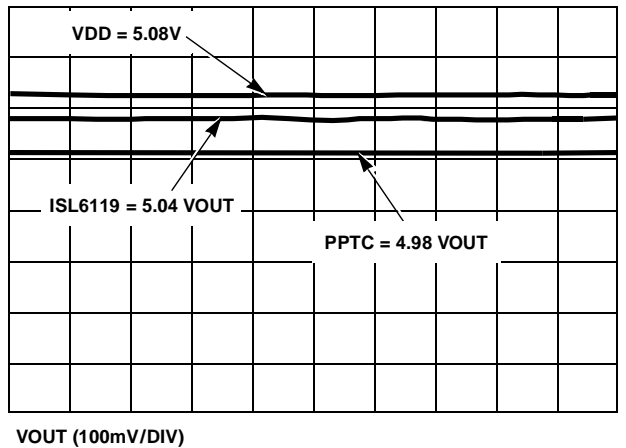 VDD = 5.08V
ISL6119 = 5.04 VOUT
PPTC = 4.98 VOUT
VOUT (100mV/DIV)